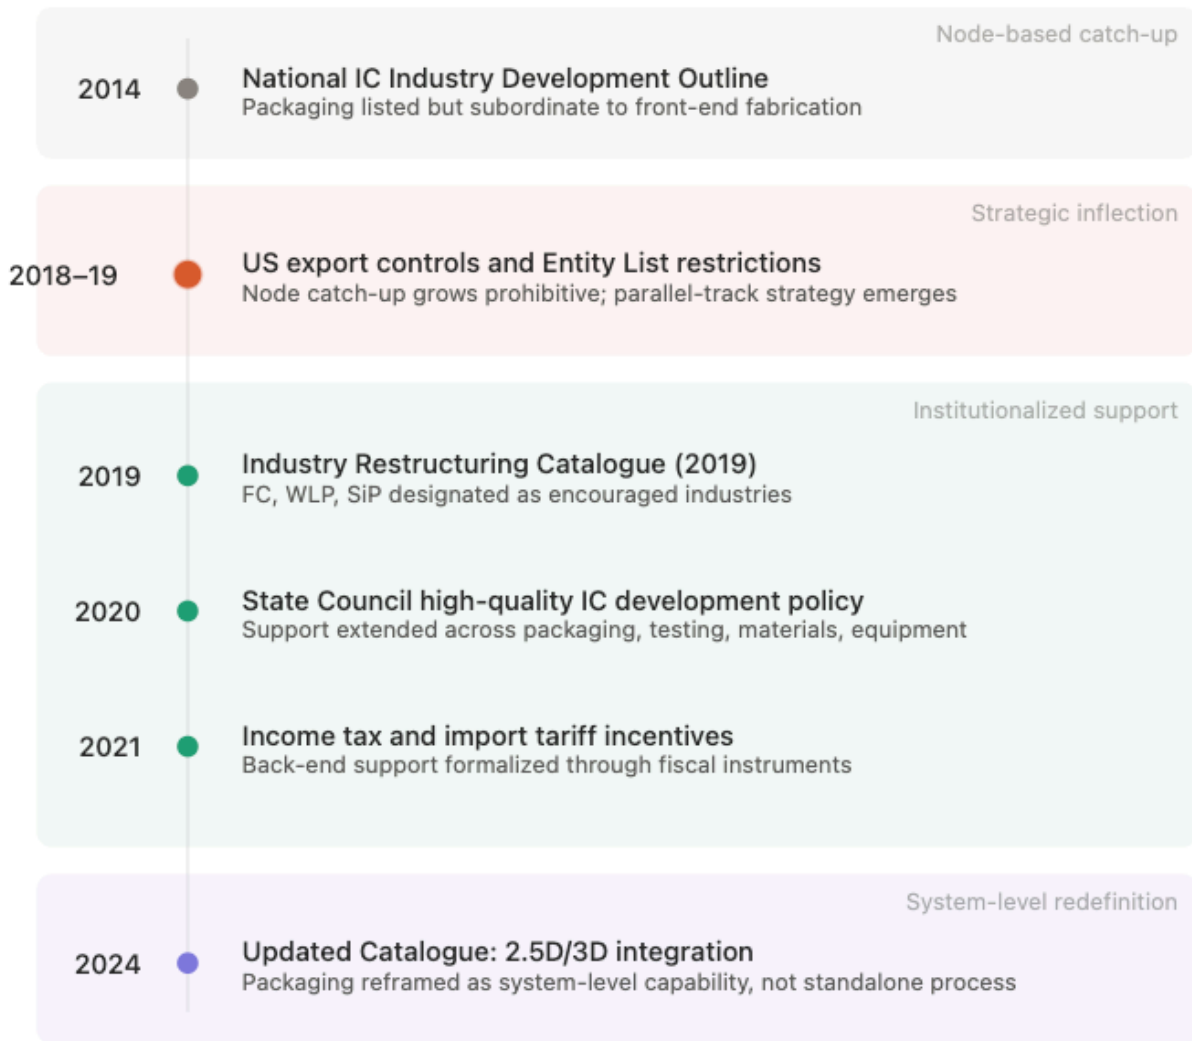 Node-based catch-up
2014
National IC Industry Development Outline
Packaging listed but subordinate to front-end fabrication
Strategic inflection
2018–19
US export controls and Entity List restrictions
Node catch-up grows prohibitive; parallel-track strategy emerges
Institutionalized support
2019
Industry Restructuring Catalogue (2019)
FC, WLP, SiP designated as encouraged industries
2020
State Council high-quality IC development policy
Support extended across packaging, testing, materials, equipment
2021
Income tax and import tariff incentives
Back-end support formalized through fiscal instruments
System-level redefinition
2024
Updated Catalogue: 2.5D/3D integration
Packaging reframed as system-level capability, not standalone process